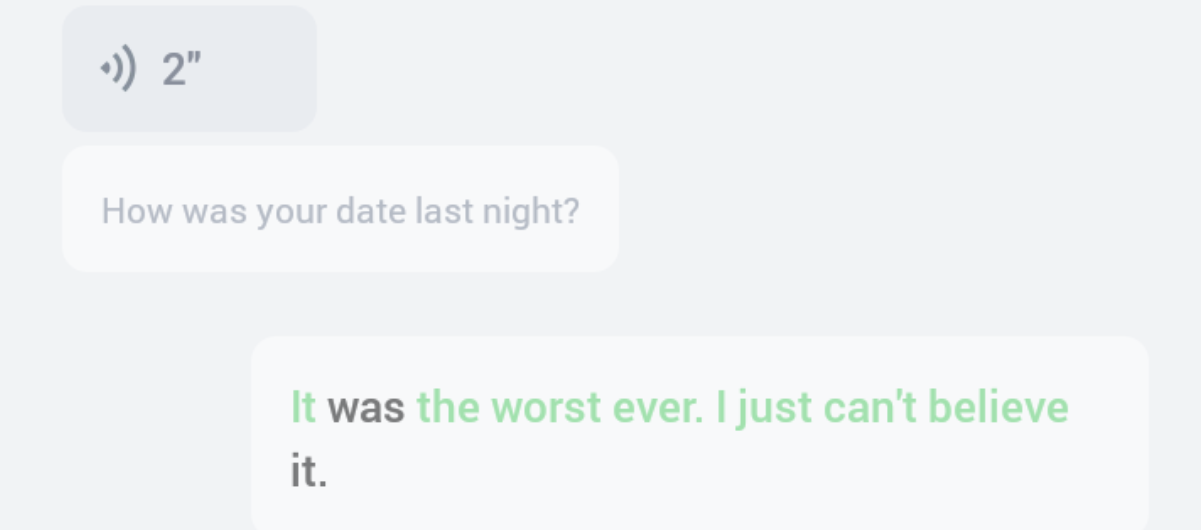 2"
How was your date last night?
It was the worst ever. I just can't believe
it.